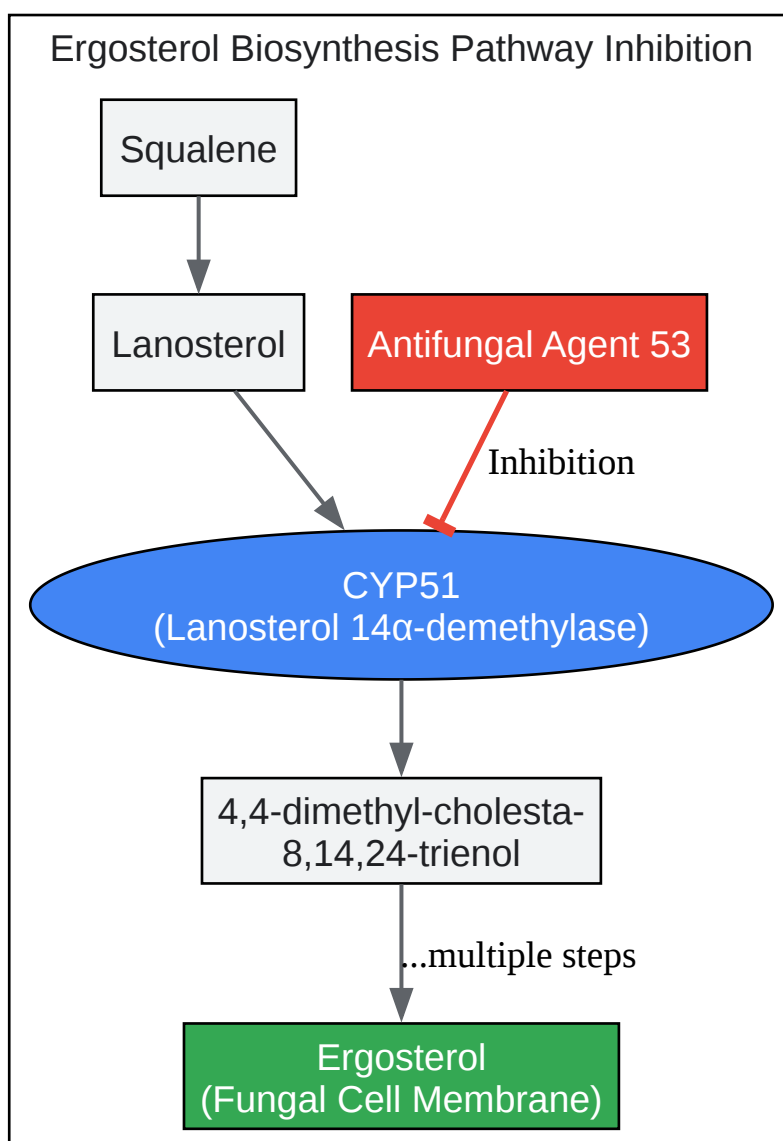 Ergosterol Biosynthesis Pathway Inhibition
Squalene
Lanosterol
Antifungal Agent 53
Inhibition
CYP51
(Lanosterol 14α-demethylase)
4,4-dimethyl-cholesta-
8,14,24-trienol
...multiple steps
Ergosterol
(Fungal Cell Membrane)